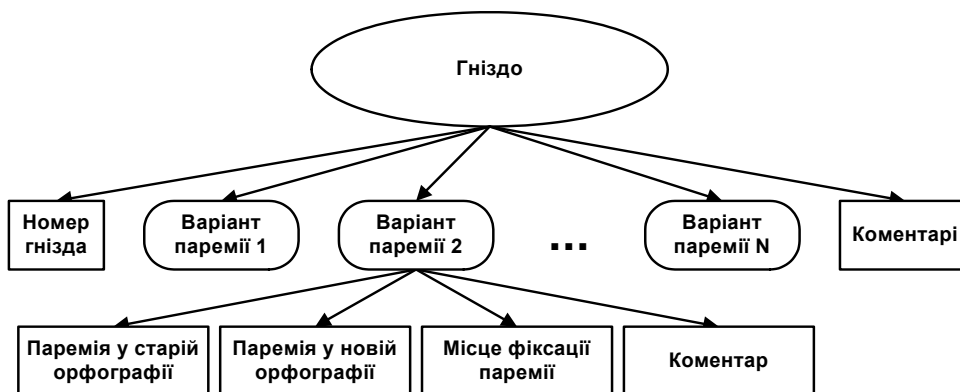 Гніздо
Номер
гнізда
Варіант
паремії 1
Варіант
паремії 2
...
Варіант
паремії N
Коментарі
Паремія у старій
орфографії
Паремія у новій
орфографії
Місце фіксації
паремії
Коментар